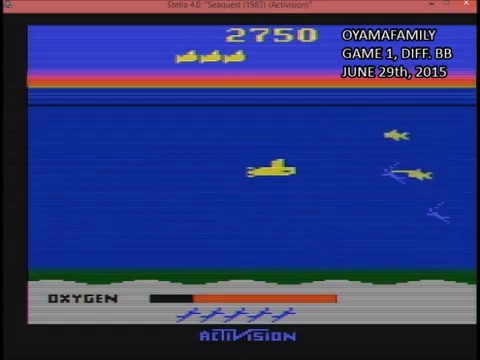 Stella 4.0: "Seaquest (1983) (Activision)"
2750
OYAMAFAMILY
GAME 1, DIFF. BB
JUNE 29th, 2015
OXYGEN
ACTIVISION